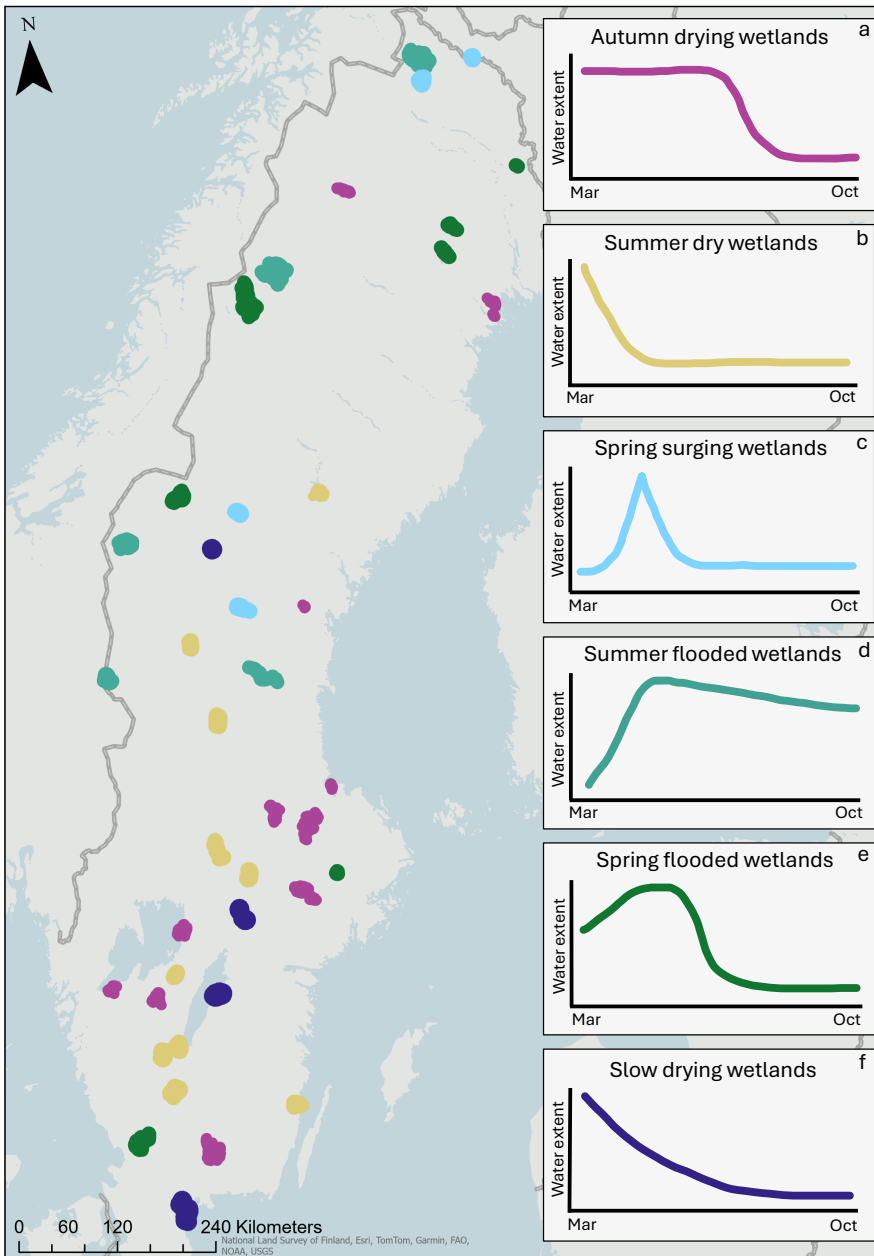 N
Autumn drying wetlands
a
Water extent
Mar
Oct
Summer dry wetlands
b
Water extent
Mar
Oct
Spring surging wetlands
c
Water extent
Mar
Oct
Summer flooded wetlands
d
Water extent
Mar
Oct
Spring flooded wetlands
e
Water extent
Mar
Oct
Slow drying wetlands
f
Water extent
Mar
Oct
0 60 120 240 Kilometers
National Land Survey of Finland, Esri, TomTom, Garmin, FAO,
NOAA, USGS